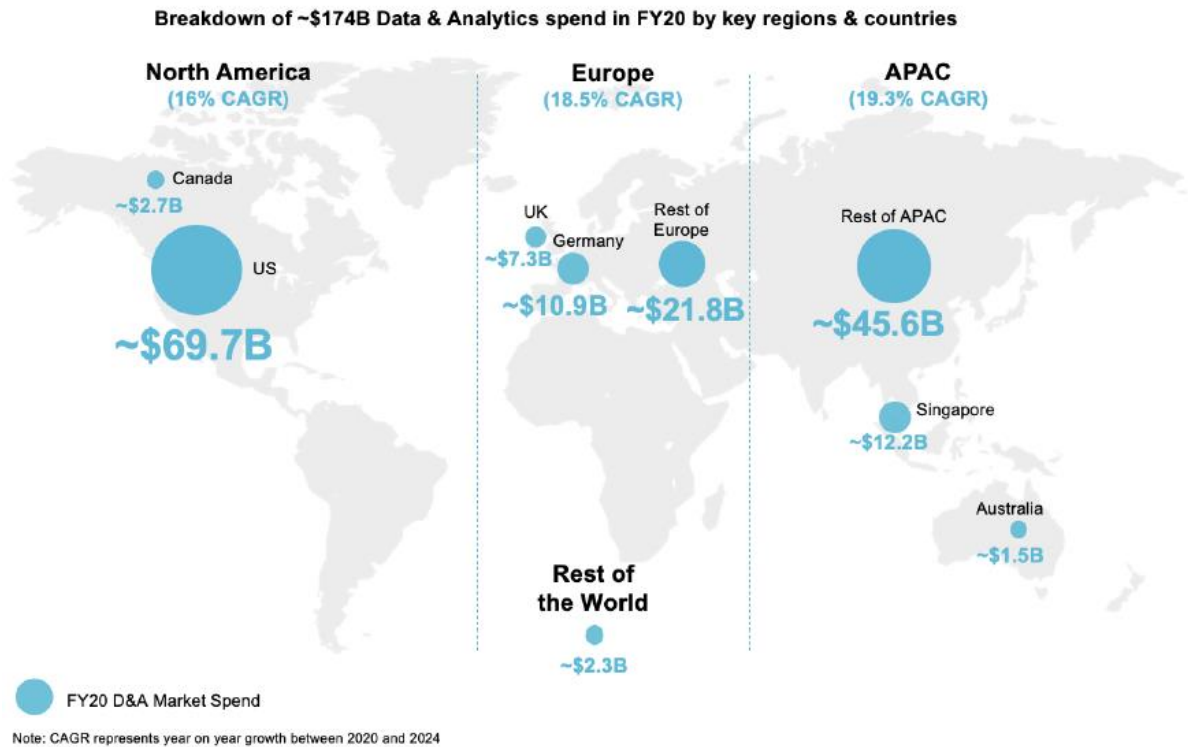 Breakdown of ~$174B Data & Analytics spend in FY20 by key regions & countries
North America
(16% CAGR)
Europe
(18.5% CAGR)
APAC
(19.3% CAGR)
Canada
~$2.7B
US
~$69.7B
UK
~$7.3B
Germany
~$10.9B
Rest of
Europe
~$21.8B
Rest of APAC
~$45.6B
Singapore
~$12.2B
Australia
~$1.5B
Rest of
the World
~$2.3B
FY20 D&A Market Spend
Note: CAGR represents year on year growth between 2020 and 2024